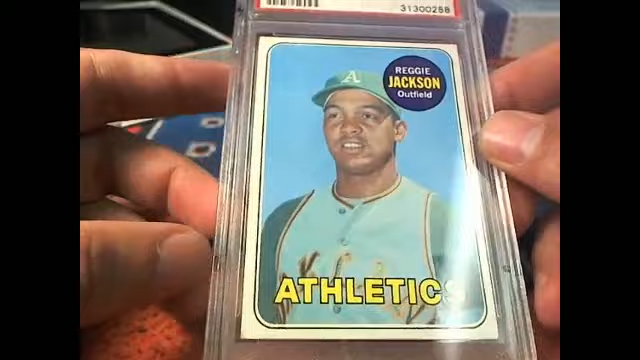 31300258
A
REGGIE
JACKSON
Outfield
ATHLETICS